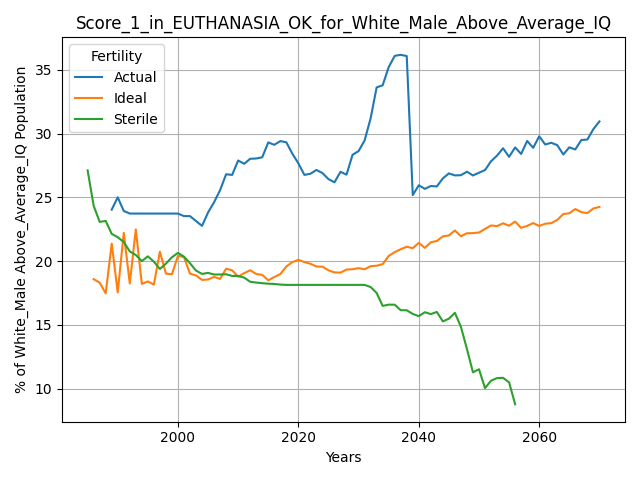 Score_1_in_EUTHANASIA_OK_for_White_Male_Above_Average_IQ
Fertility
Actual
Ideal
Sterile
% of White_Male Above_Average_IQ Population
35
30
25
20
15
10
2000
2020
2040
2060
Years